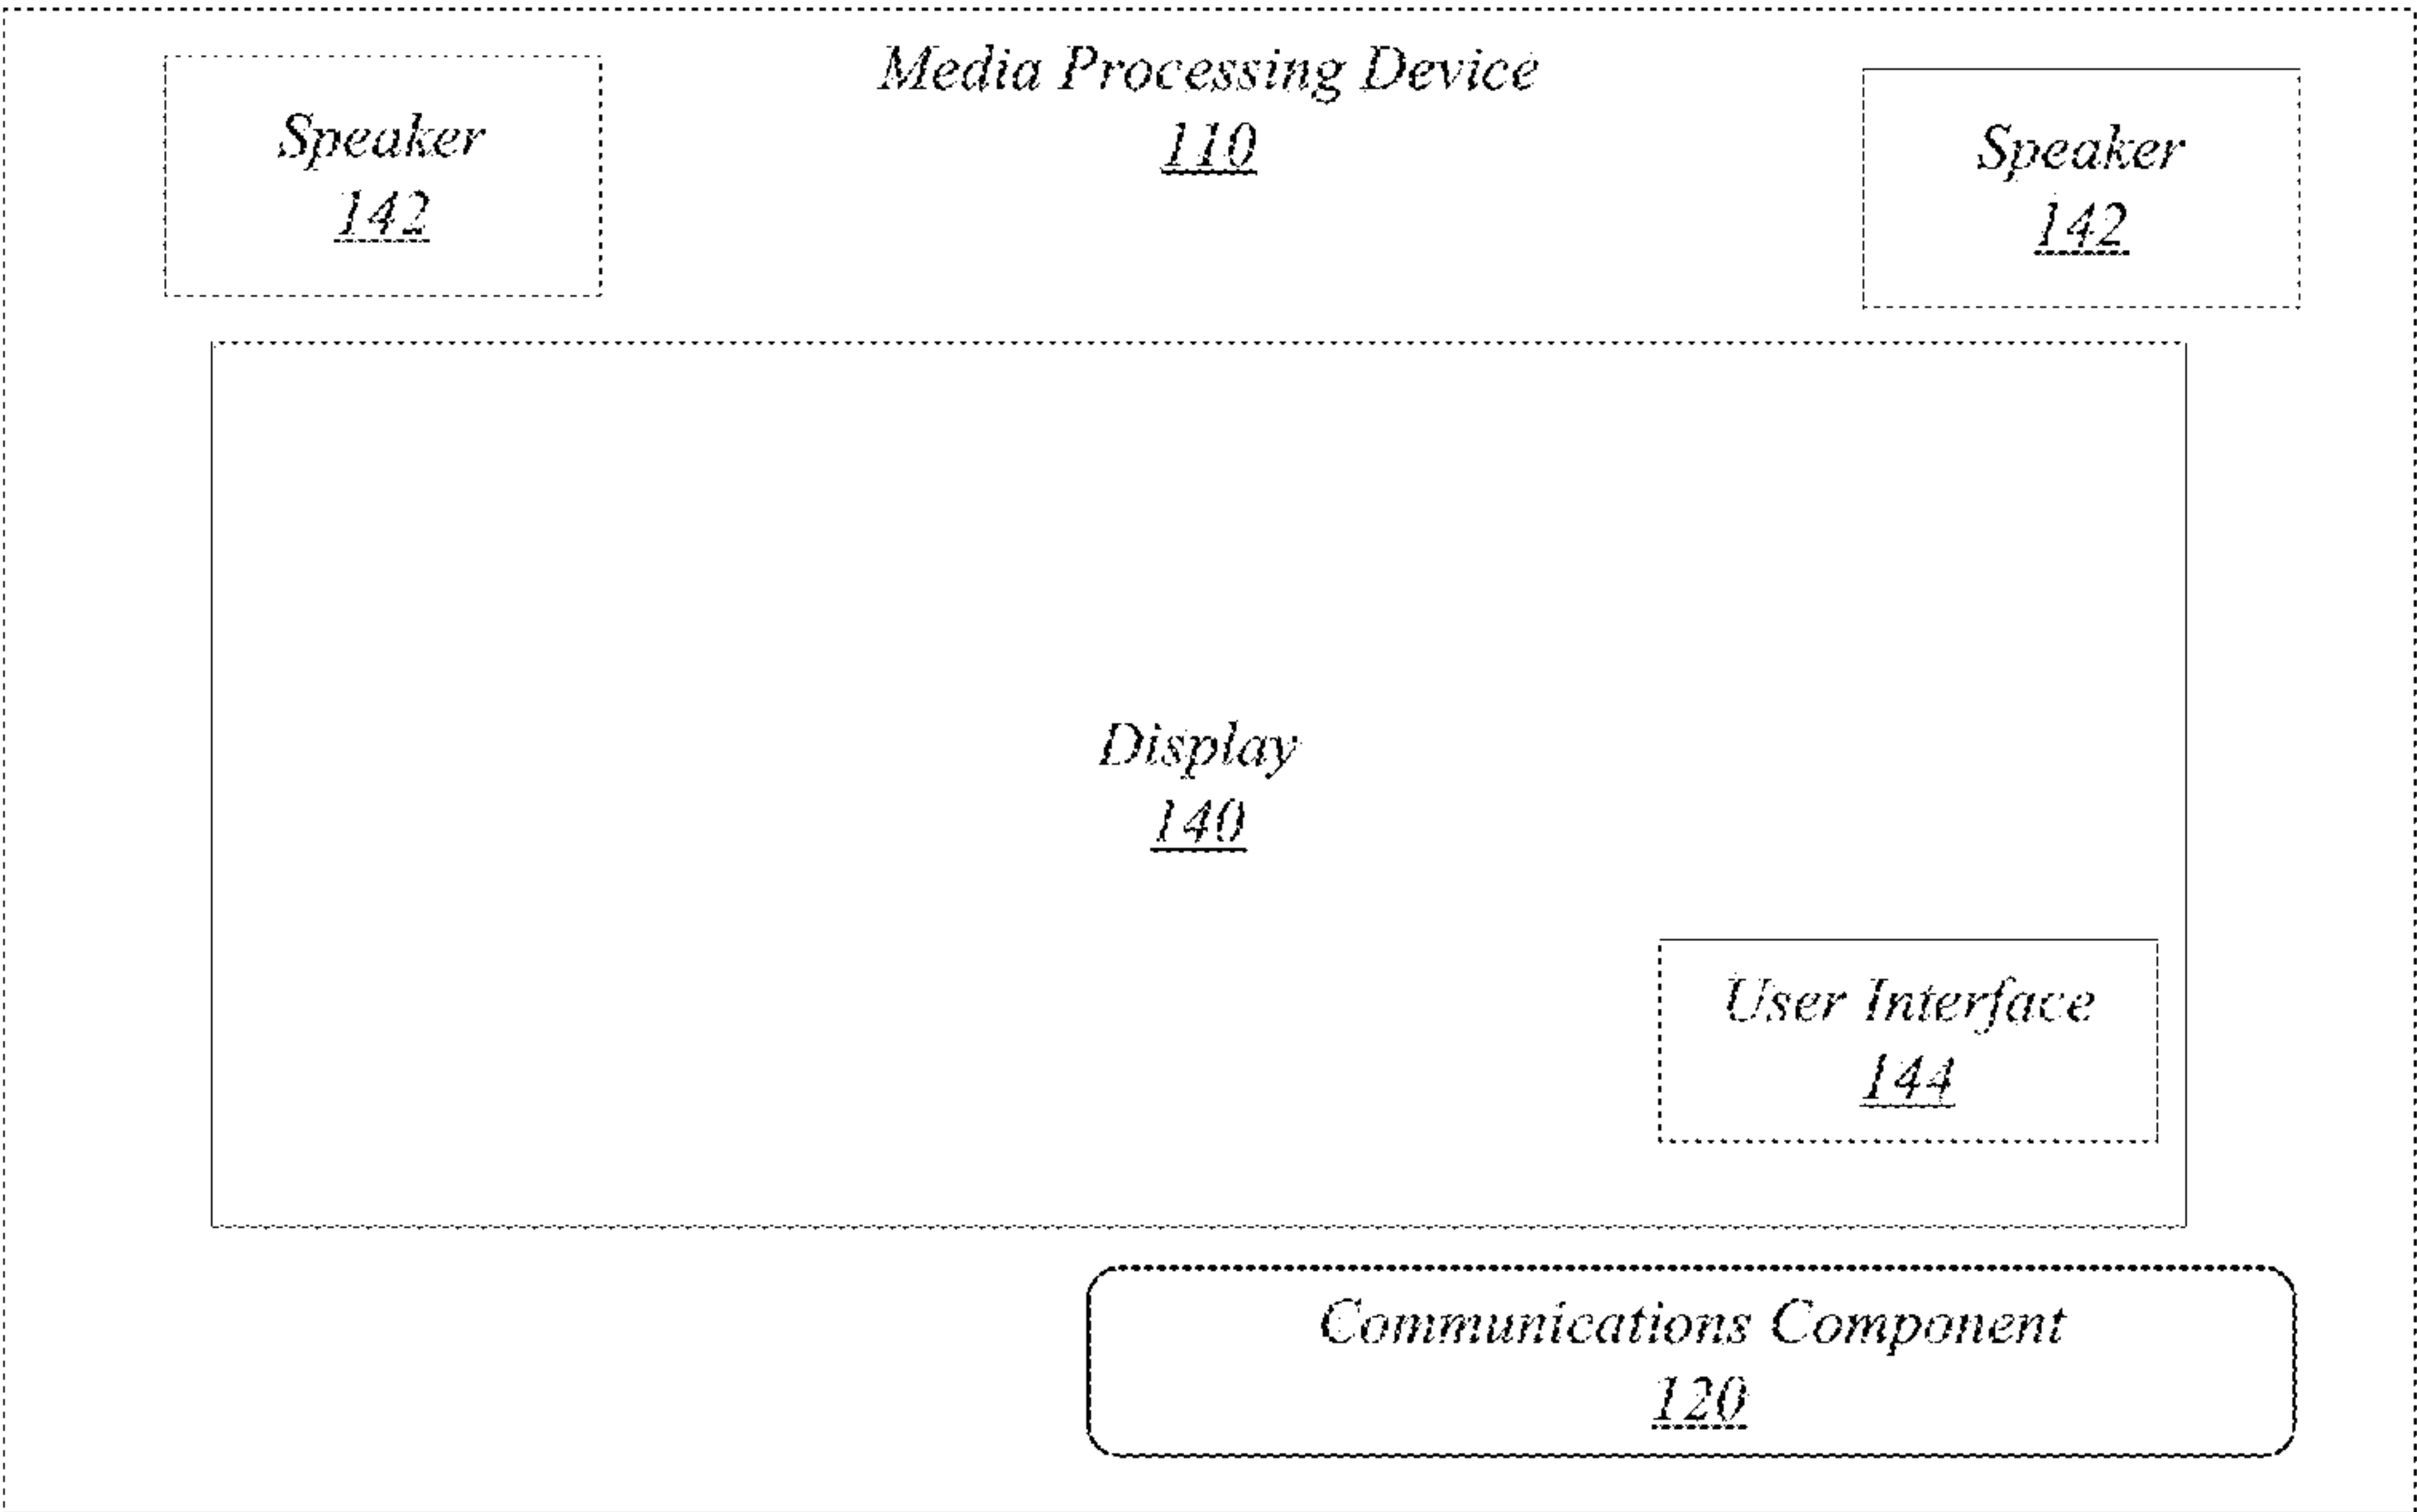 Media Processing Device
110
Speaker
142
Speaker
142
Display
140
User Interface
144
Communications Component
120